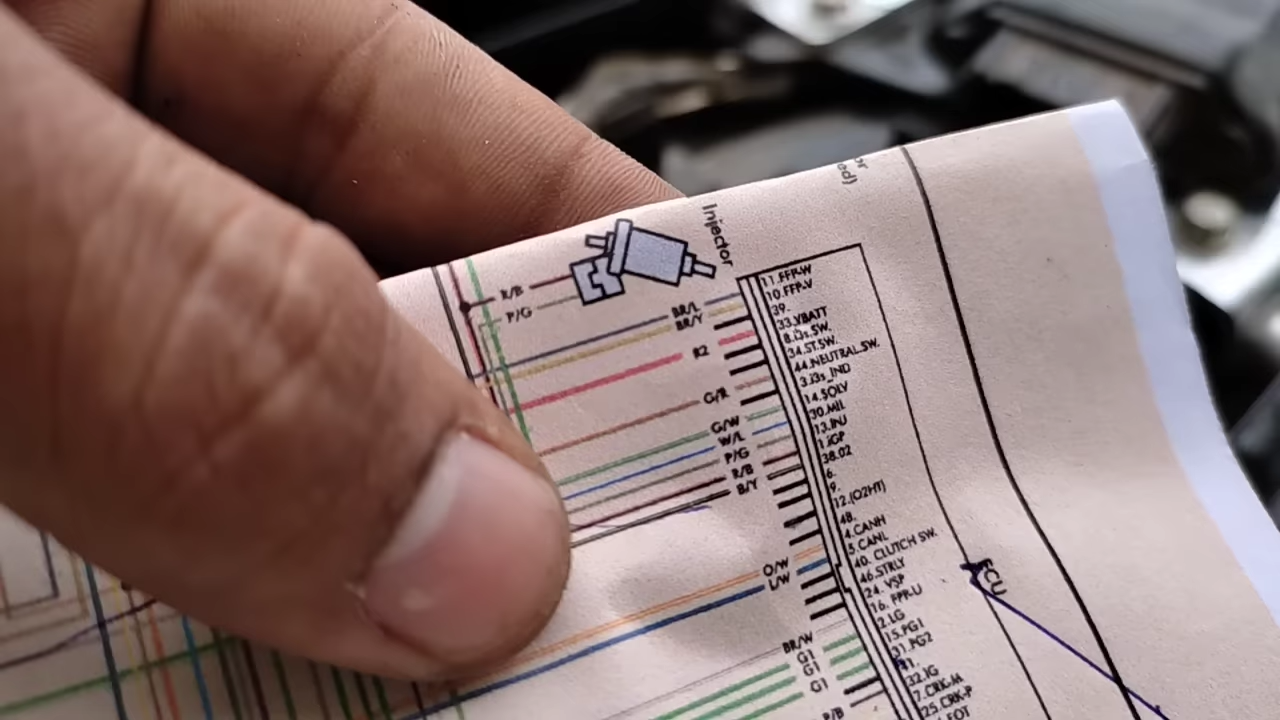 Injector
R/B
P/G
BR/L
BR/Y
R2
G/R
G/W
W/L
P/G
R/B
B/Y
O/W
L/W
BR/W
G1
G1
G1
P/B
11.FFP-W
10.FFP-V
39.
33.VBATT
8.i3s.SW.
34.ST.SW.
44.NEUTRAL.SW.
3.i3s_IND
14.SOLV
30.MIL
13.INJ
1.IGP
38.02
6.
9.
12.(O2HT)
48.
4.CANH
5.CANL
40. CLUTCH SW.
46.STRLY
24. VSP
16. FPP-U
2.LG
15.PG1
31.PG2
32.IG
7.CRK-M
25.CRK-P
ECU